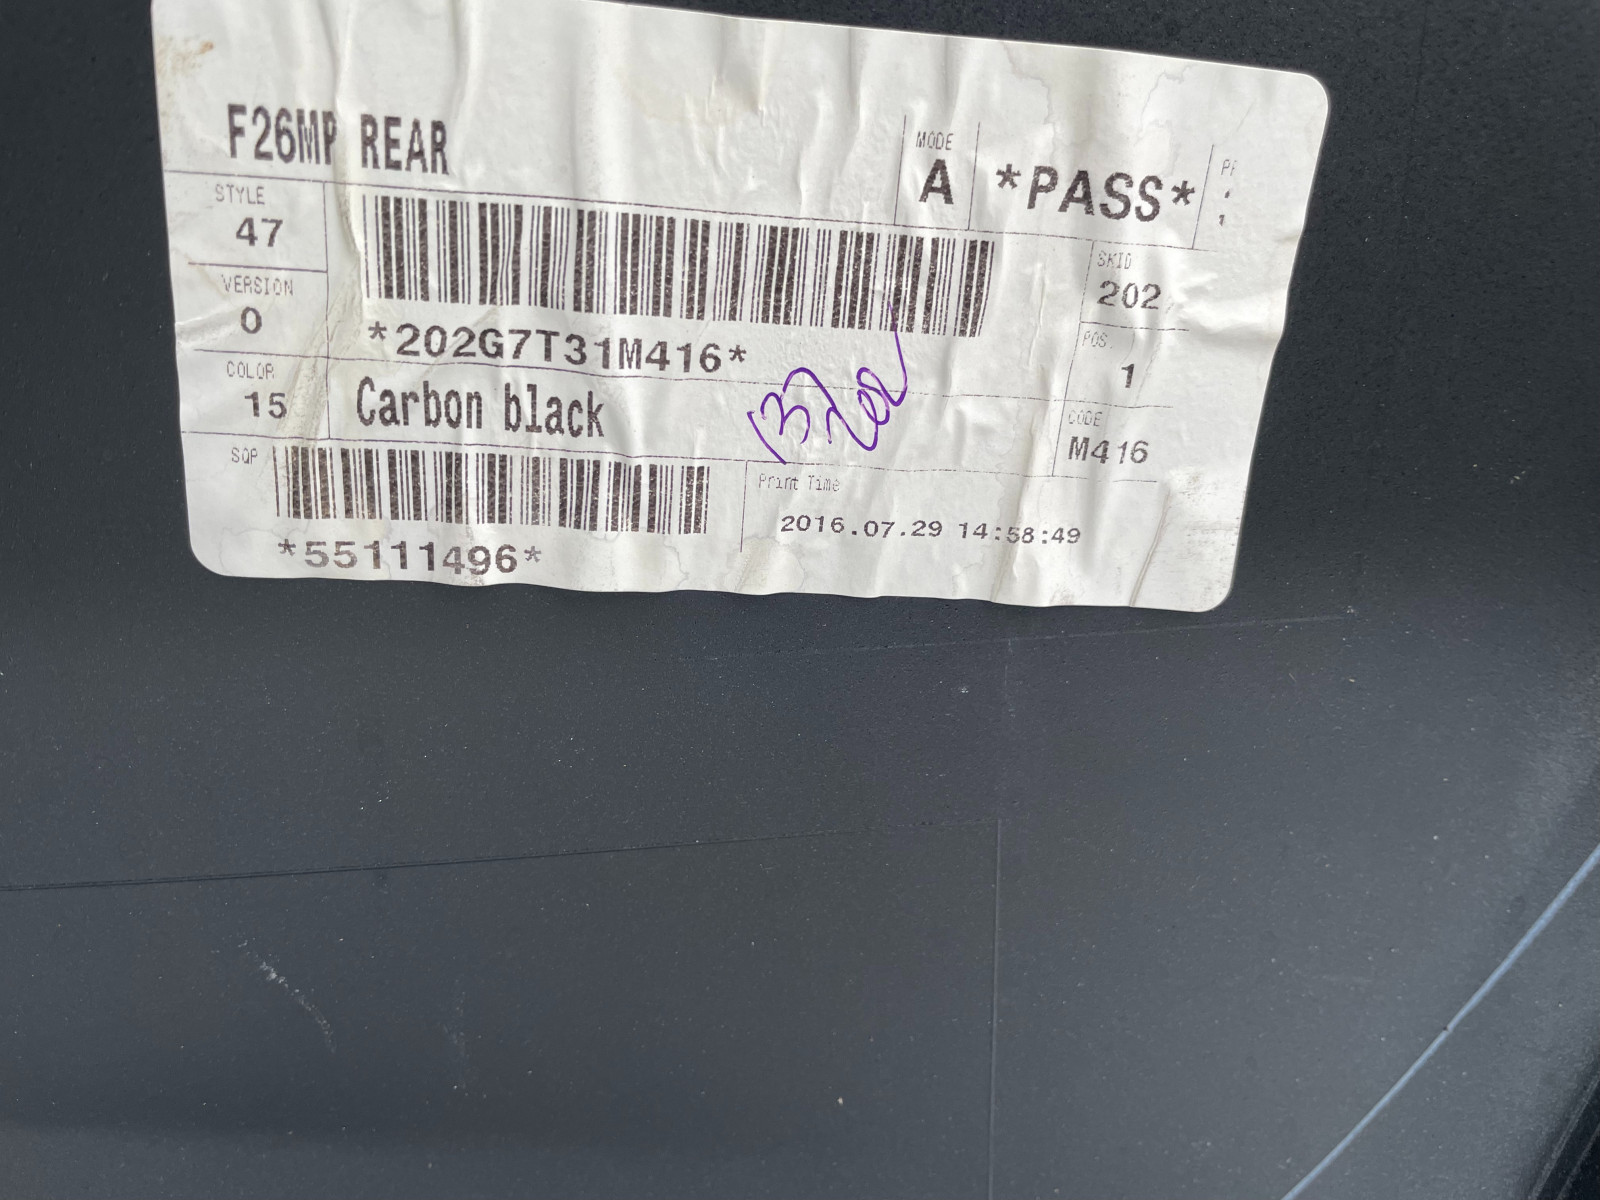 F26MP REAR
MODE
A
*PASS*
STYLE
47
SKID
202
VERSION
0
*202G7T31M416*
POS.
1
COLOR
15
Carbon black
CODE
M416
SQP
Print Time
2016.07.29 14:58:49
*55111496*